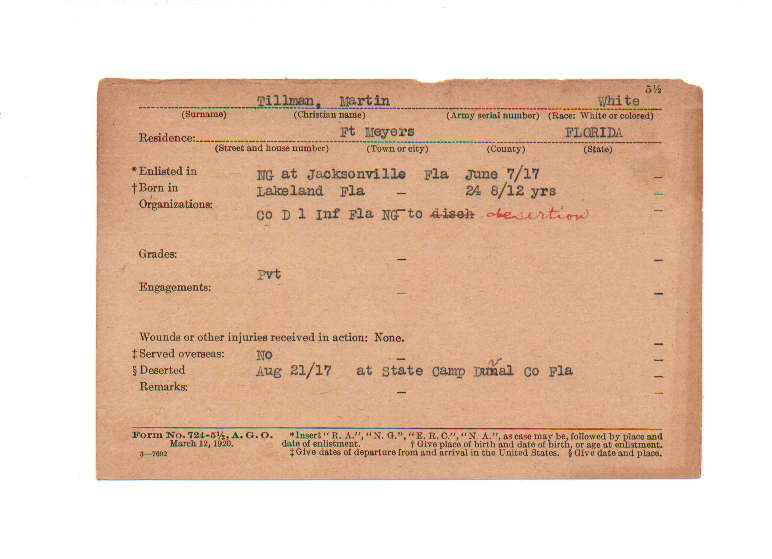 5½
Tillman, Martin White
(Surname) (Christian name) (Army serial number) (Race: White or colored)
Residence: Ft Meyers FLORIDA
(Street and house number) (Town or city) (County) (State)
*Enlisted in NG at Jacksonville Fla June 7/17 —
†Born in Lakeland Fla — 24 8/12 yrs —
Organizations: —
Co D 1 Inf Fla NG to disch desertion
Grades: — —
Pvt
Engagements: — —
Wounds or other injuries received in action: None. —
‡Served overseas: No — —
§Deserted Aug 21/17 at State Camp Duval Co Fla —
Remarks: — —
Form No. 724-5½, A. G. O. *Insert "R. A.", "N. G.", "E. R. C.", "N. A.", as case may be, followed by place and
March 12, 1920. date of enlistment. †Give place of birth and date of birth, or age at enlistment.
3—7692 ‡Give dates of departure from and arrival in the United States. §Give date and place.